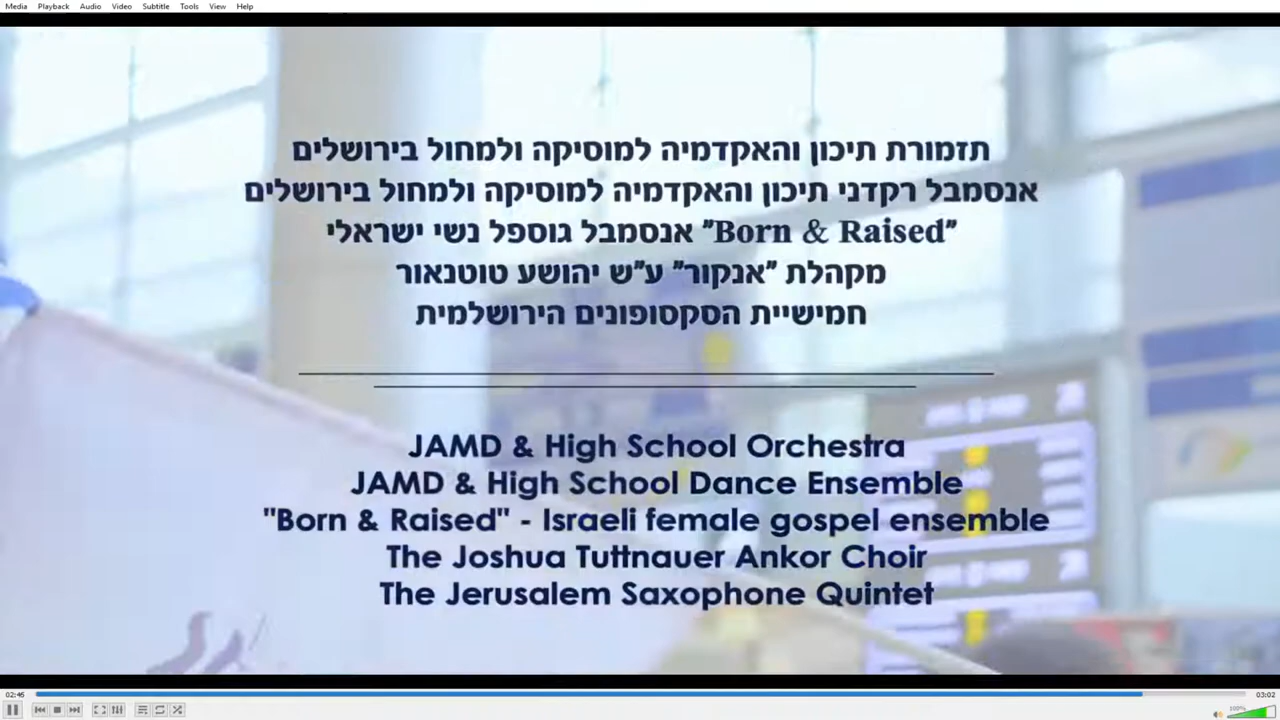 Media Playback Audio Video Subtitle Tools View Help
תזמורת תיכון והאקדמיה למוסיקה ולמחול בירושלים
אנסמבל רקדני תיכון והאקדמיה למוסיקה ולמחול בירושלים
"Born & Raised" אנסמבל גוספל נשי ישראלי
מקהלת "אנקור" ע"ש יהושע טוטנאור
חמישיית הסקסופונים הירושלמית
JAMD & High School Orchestra
JAMD & High School Dance Ensemble
"Born & Raised" - Israeli female gospel ensemble
The Joshua Tuttnauer Ankor Choir
The Jerusalem Saxophone Quintet
02:45 03:02
100%